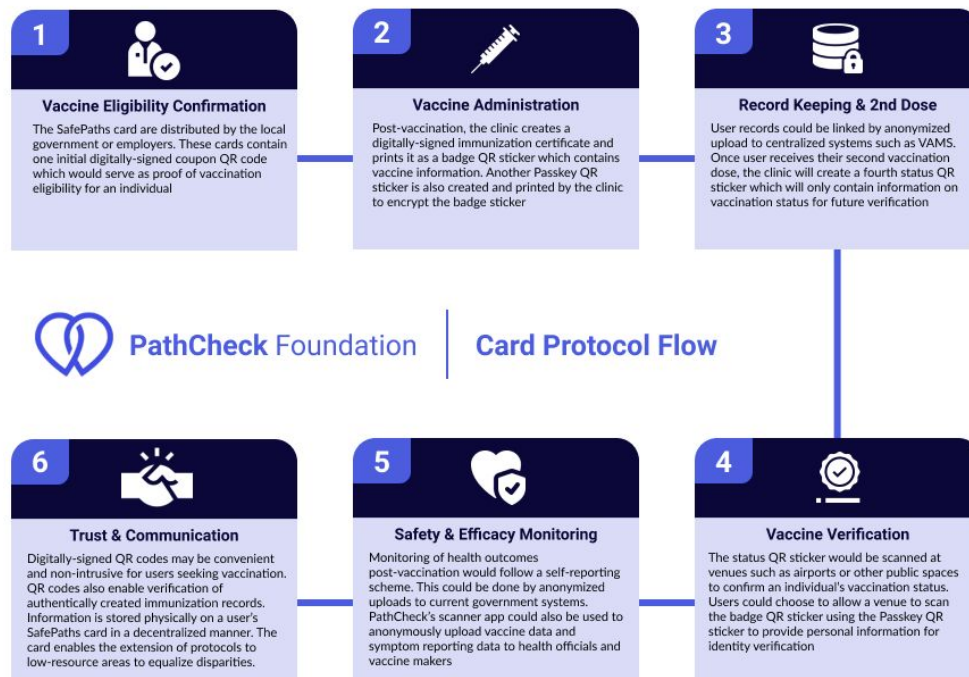 1
Vaccine Eligibility Confirmation
The SafePaths card are distributed by the local
government or employers. These cards contain
one initial digitally-signed coupon QR code
which would serve as proof of vaccination
eligibility for an individual
2
Vaccine Administration
Post-vaccination, the clinic creates a
digitally-signed immunization certificate and
prints it as a badge QR sticker which contains
vaccine information. Another Passkey QR
sticker is also created and printed by the clinic
to encrypt the badge sticker
3
Record Keeping & 2nd Dose
User records could be linked by anonymized
upload to centralized systems such as VAMS.
Once user receives their second vaccination
dose, the clinic will create a fourth status QR
sticker which will only contain information on
vaccination status for future verification
PathCheck Foundation
Card Protocol Flow
6
Trust & Communication
Digitally-signed QR codes may be convenient
and non-intrusive for users seeking vaccination.
QR codes also enable verification of
authentically created immunization records.
Information is stored physically on a user's
SafePaths card in a decentralized manner. The
card enables the extension of protocols to
low-resource areas to equalize disparities.
5
Safety & Efficacy Monitoring
Monitoring of health outcomes
post-vaccination would follow a self-reporting
scheme. This could be done by anonymized
uploads to current government systems.
PathCheck's scanner app could also be used to
anonymously upload vaccine data and
symptom reporting data to health officials and
vaccine makers
4
Vaccine Verification
The status QR sticker would be scanned at
venues such as airports or other public spaces
to confirm an individual's vaccination status.
Users could choose to allow a venue to scan
the badge QR sticker using the Passkey QR
sticker to provide personal information for
identity verification